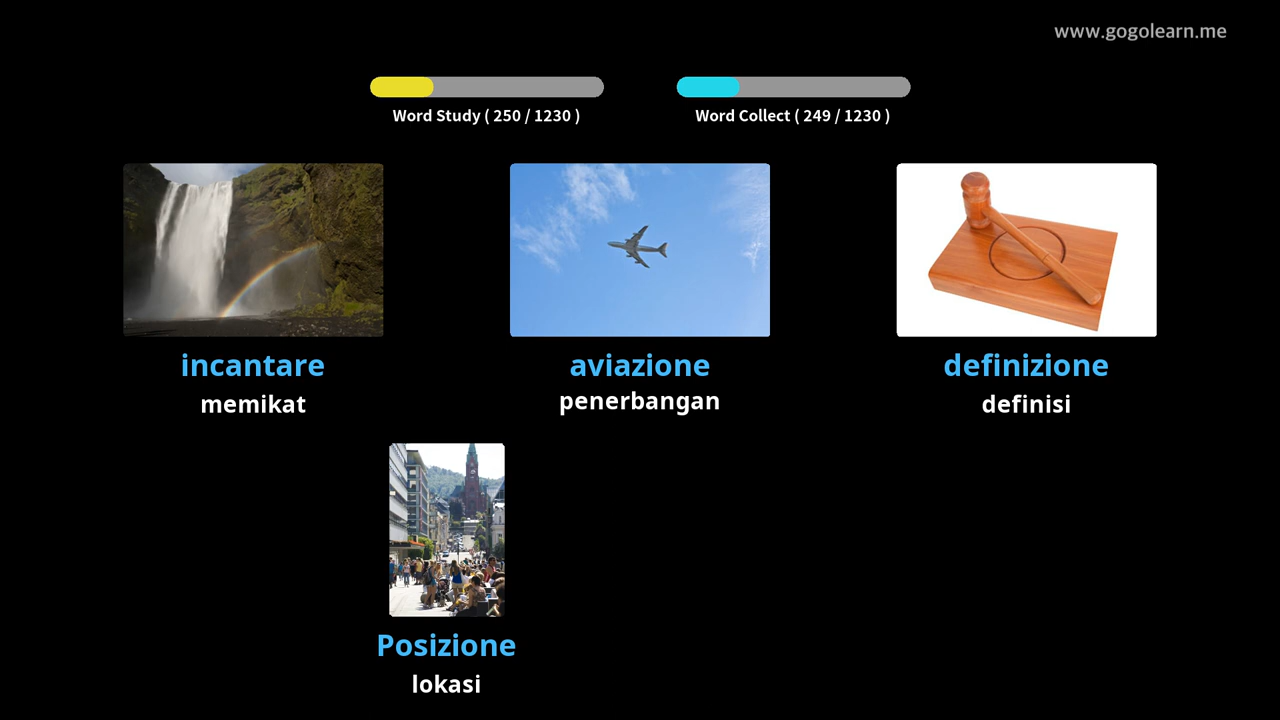 www.gogolearn.me
Word Study ( 250 / 1230 )
Word Collect ( 249 / 1230 )
incantare
memikat
aviazione
penerbangan
definizione
definisi
Posizione
lokasi